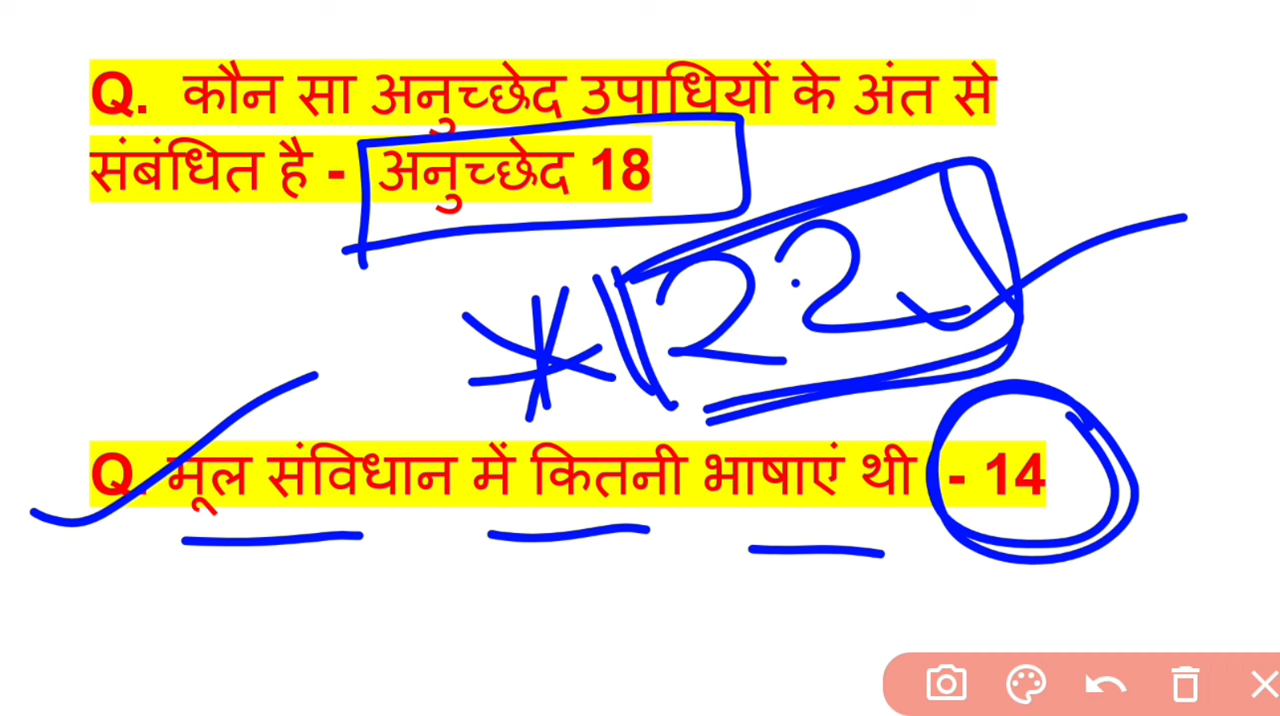 Q. कौन सा अनुच्छेद उपाधियों के अंत से
संबंधित है - अनुच्छेद 18
* 22
Q. मूल संविधान में कितनी भाषाएं थी - 14